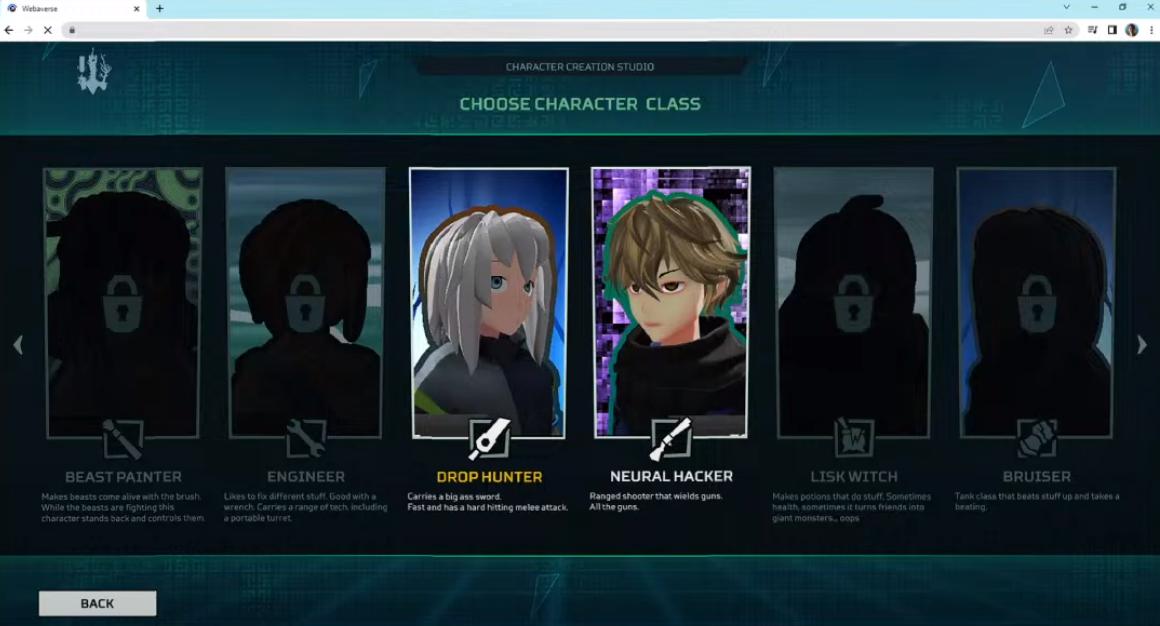 Webaverse
CHARACTER CREATION STUDIO
CHOOSE CHARACTER CLASS
BEAST PAINTER
Makes beasts come alive with the brush.
While the beasts are fighting this
character stands back and controls them.
ENGINEER
Likes to fix different stuff. Good with a
wrench. Carries a range of tech. including
a portable turret.
DROP HUNTER
Carries a big ass sword.
Fast and has a hard hitting melee attack.
NEURAL HACKER
Ranged shooter that wields guns.
All the guns.
W
LISK WITCH
Makes potions that do stuff. Sometimes
health, sometimes it turns friends into
giant monsters., oops
BRUISER
Tank class that beats stuff up and takes a
beating.
BACK